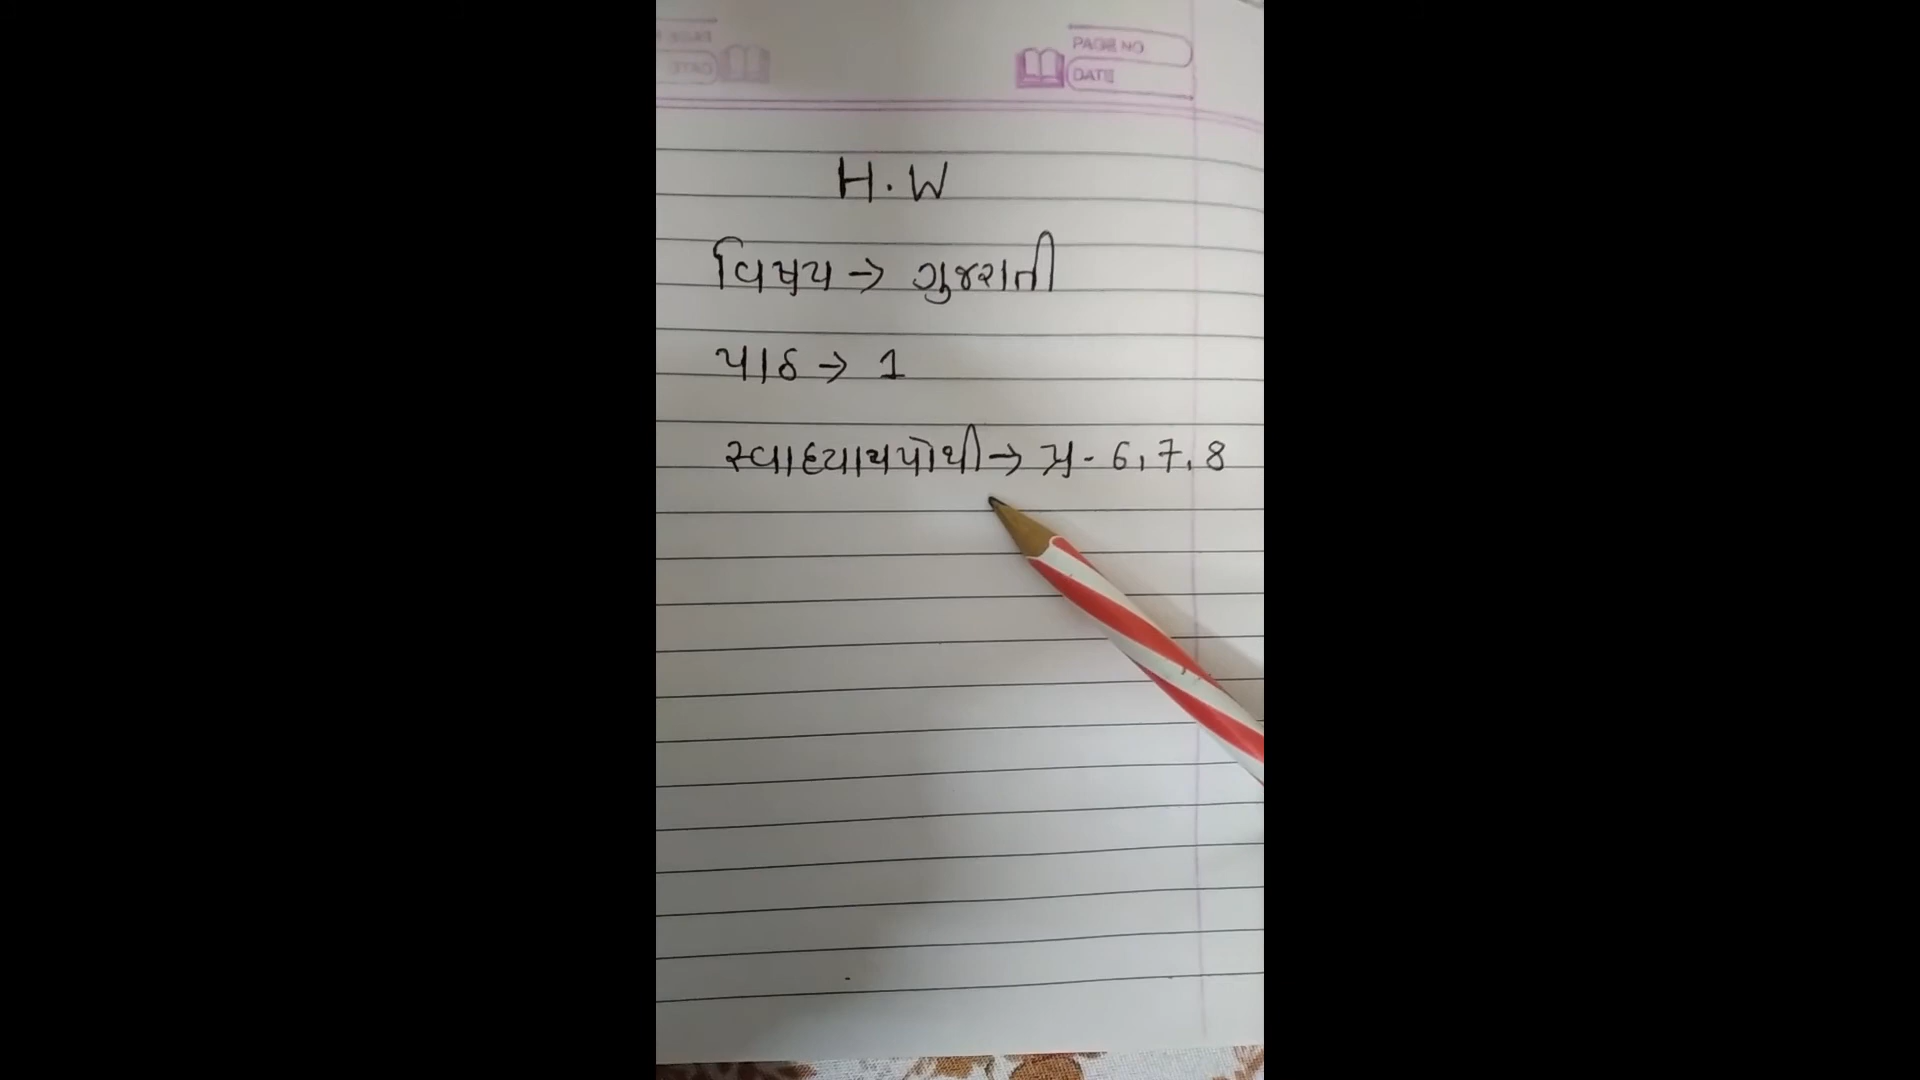 PAGE NO
DATE
H.W
વિષય → ગુજરાતી
પાઠ → 1
સ્વાધ્યાયપોથી → પ્ર - 6, 7, 8